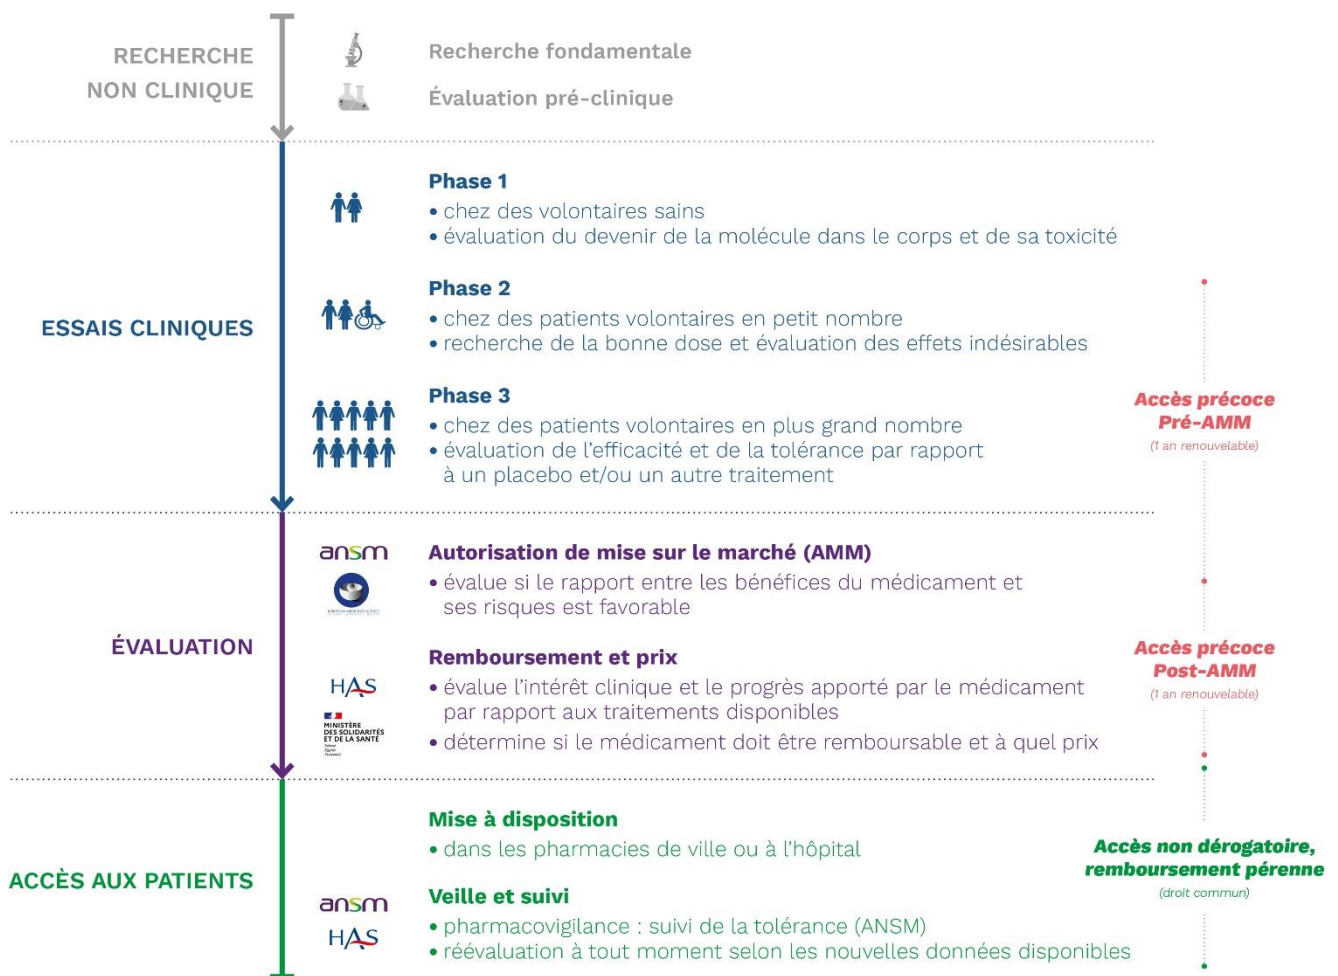 RECHERCHE
NON CLINIQUE
Recherche fondamentale
Évaluation pré-clinique
ESSAIS CLINIQUES
Phase 1
• chez des volontaires sains
• évaluation du devenir de la molécule dans le corps et de sa toxicité
Phase 2
• chez des patients volontaires en petit nombre
• recherche de la bonne dose et évaluation des effets indésirables
Phase 3
• chez des patients volontaires en plus grand nombre
• évaluation de l’efficacité et de la tolérance par rapport
à un placebo et/ou un autre traitement
Accès précoce
Pré-AMM
(1 an renouvelable)
ÉVALUATION
ansm
Autorisation de mise sur le marché (AMM)
• évalue si le rapport entre les bénéfices du médicament et
ses risques est favorable
EUROPEAN MEDICINES AGENCY
Remboursement et prix
HAS
• évalue l’intérêt clinique et le progrès apporté par le médicament
par rapport aux traitements disponibles
MINISTÈRE
DES SOLIDARITÉS
ET DE LA SANTÉ
Liberté
Égalité
Fraternité
• détermine si le médicament doit être remboursable et à quel prix
Accès précoce
Post-AMM
(1 an renouvelable)
ACCÈS AUX PATIENTS
Mise à disposition
• dans les pharmacies de ville ou à l’hôpital
ansm
HAS
Veille et suivi
• pharmacovigilance : suivi de la tolérance (ANSM)
• réévaluation à tout moment selon les nouvelles données disponibles
Accès non dérogatoire,
remboursement pérenne
(droit commun)